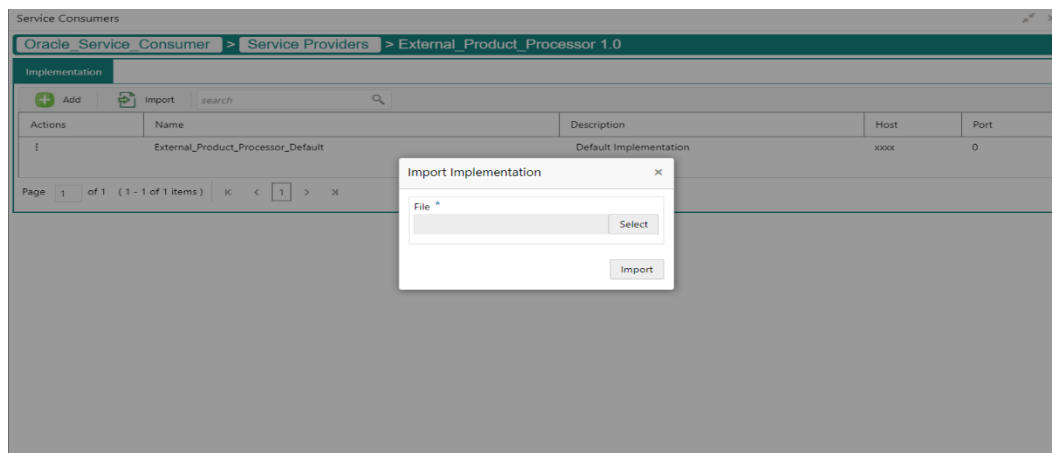 Service Consumers
Oracle_Service_Consumer > Service Providers > External_Product_Processor 1.0
Implementation
Add Import search
Actions Name Description Host Port
External_Product_Processor_Default Default Implementation xxxx 0
Page 1 of 1 (1 - 1 of 1 items) K < 1 > >|
Import Implementation ×
File *
Select
Import